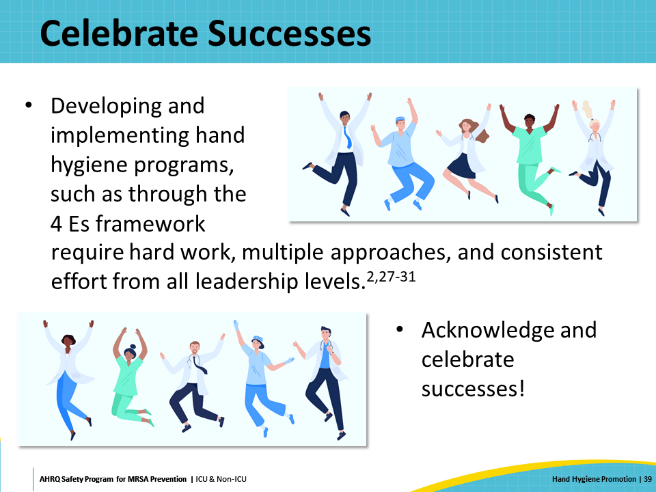 Celebrate Successes
• Developing and
implementing hand
hygiene programs,
such as through the
4 Es framework
require hard work, multiple approaches, and consistent
effort from all leadership levels.2,27-31
• Acknowledge and
celebrate
successes!
AHRQ Safety Program for MRSA Prevention | ICU & Non-ICU
Hand Hygiene Promotion | 39